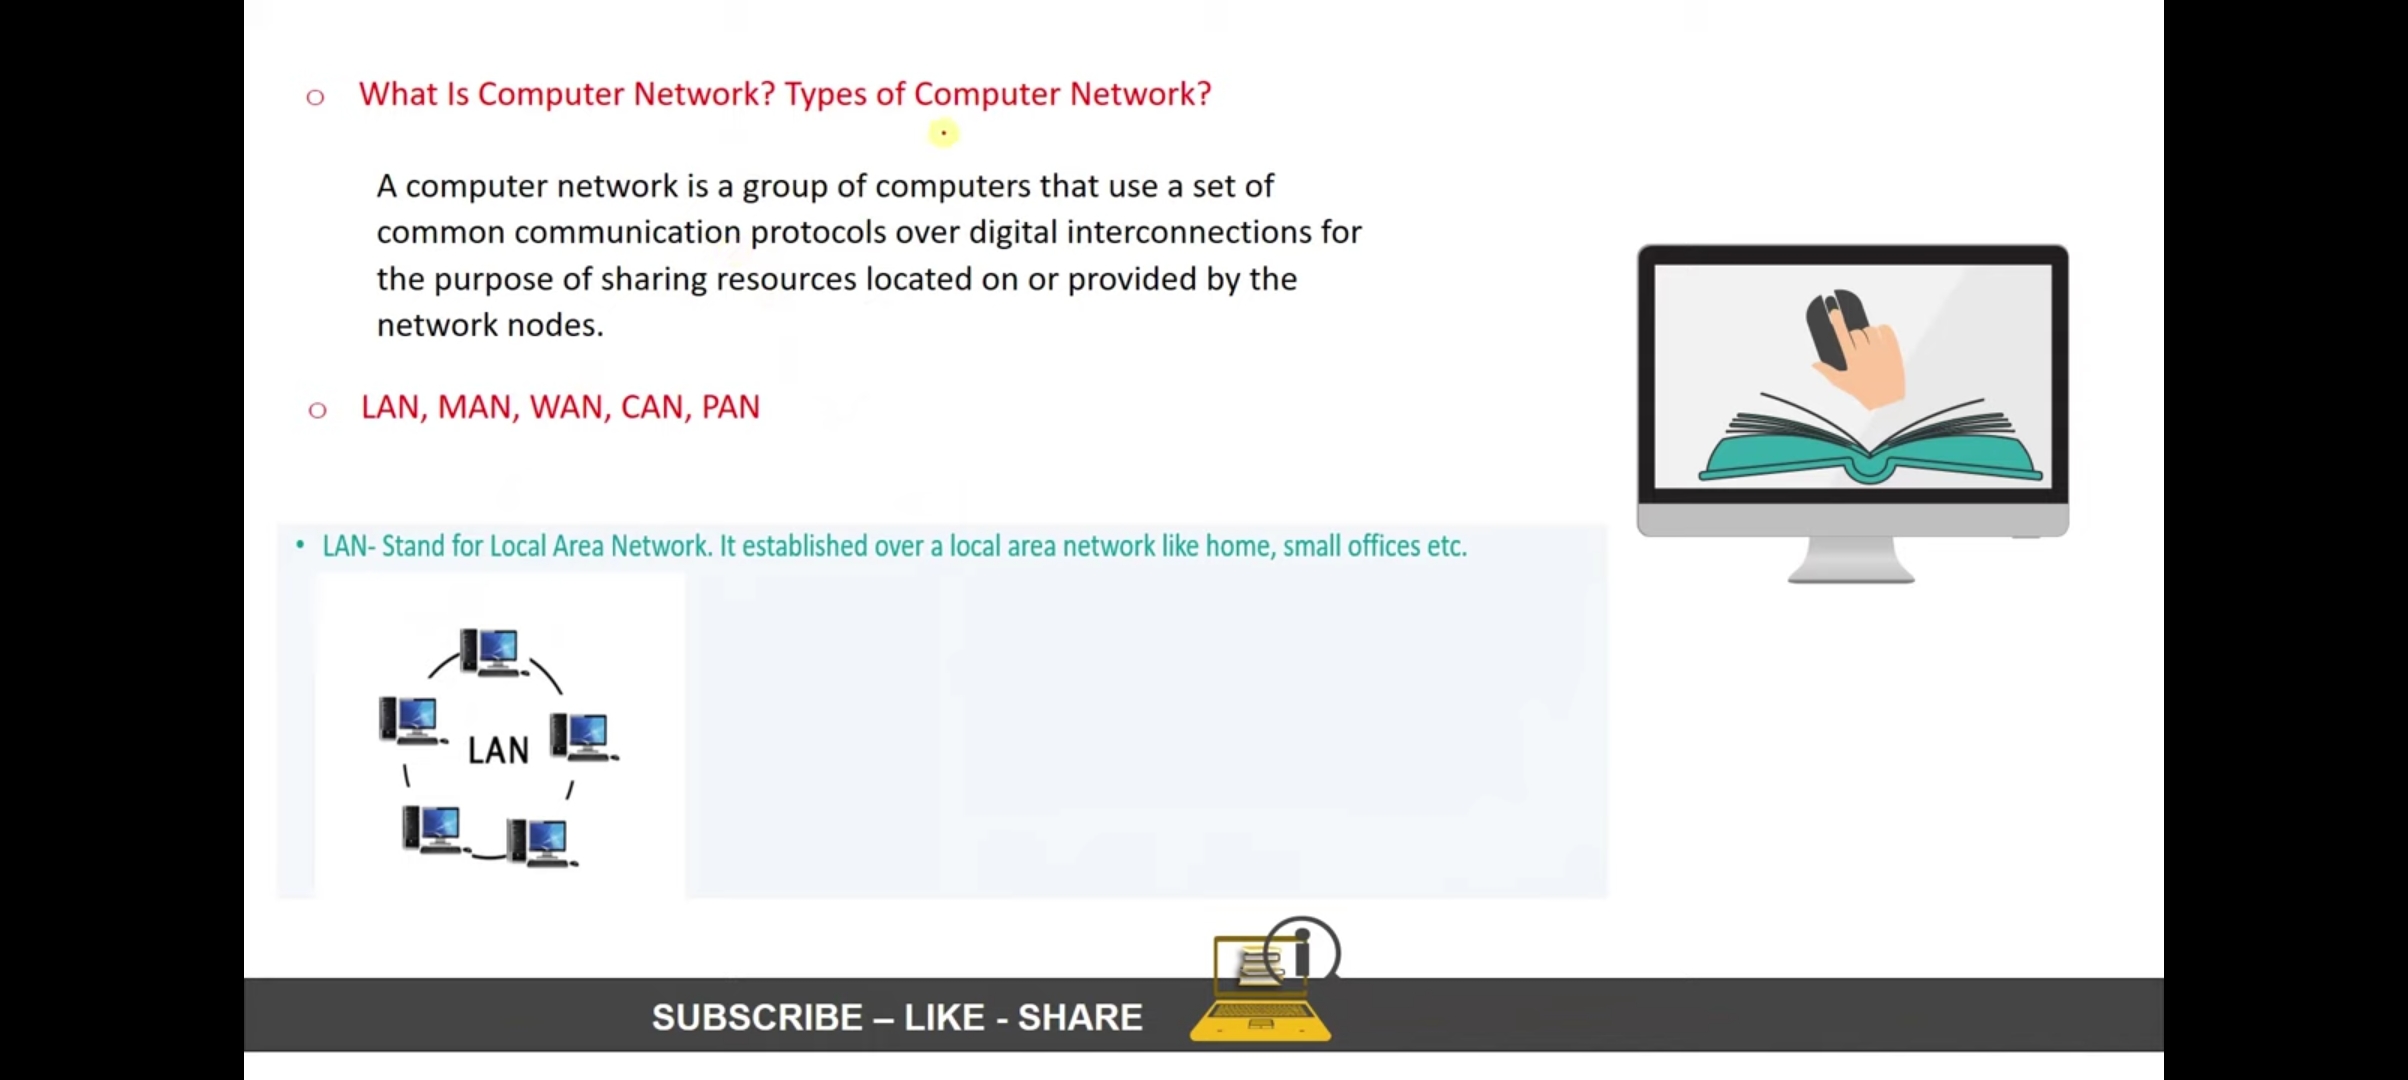 What Is Computer Network? Types of Computer Network?
A computer network is a group of computers that use a set of
common communication protocols over digital interconnections for
the purpose of sharing resources located on or provided by the
network nodes.
LAN, MAN, WAN, CAN, PAN
• LAN- Stand for Local Area Network. It established over a local area network like home, small offices etc.
LAN
SUBSCRIBE – LIKE - SHARE